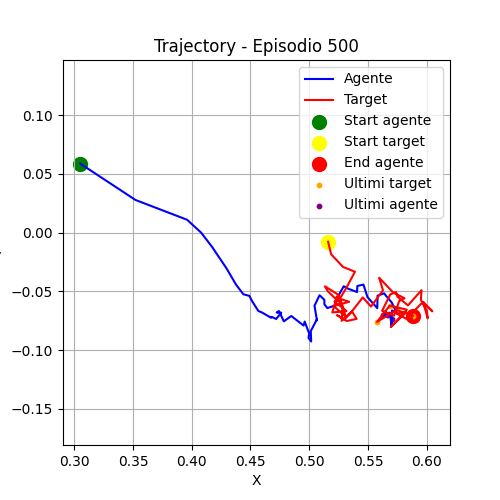 Trajectory - Episodio 500
Agente
Target
Start agente
Start target
End agente
Ultimi target
Ultimi agente
0.10
0.05
0.00
−0.05
−0.10
−0.15
0.30 0.35 0.40 0.45 0.50 0.55 0.60
X